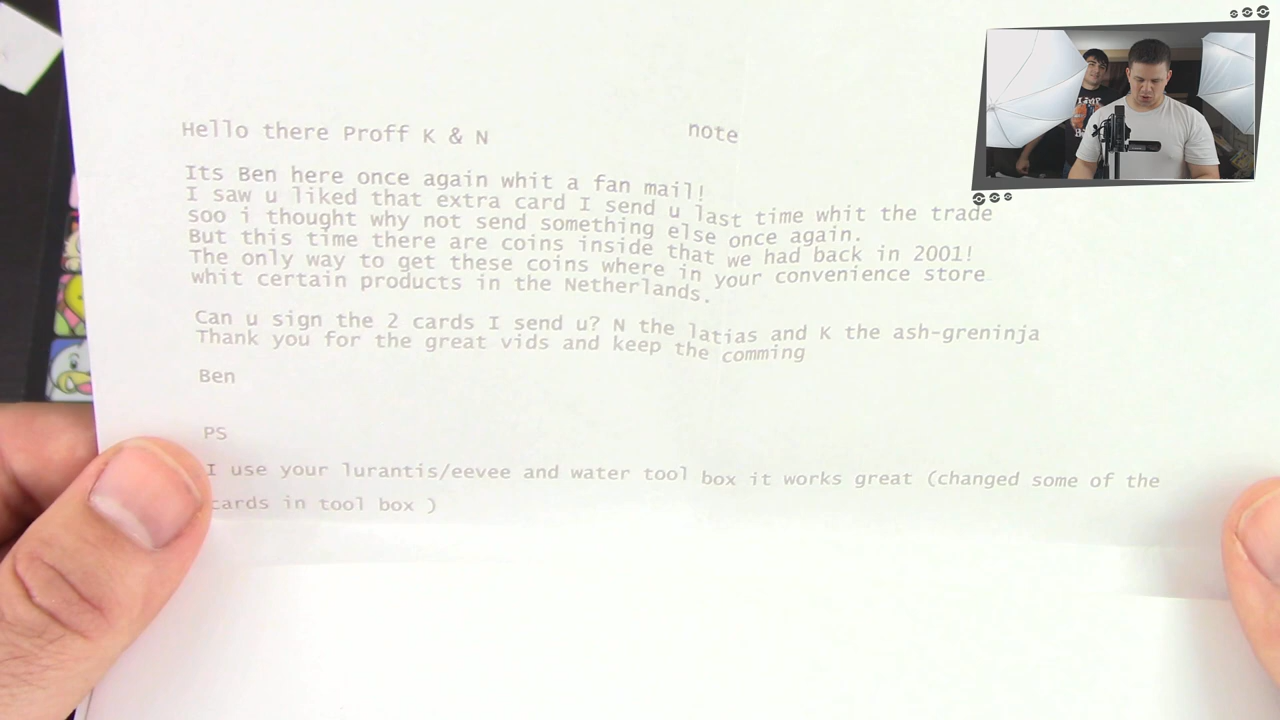 Hello there Proff K & N note
Its Ben here once again whit a fan mail!
I saw u liked that extra card I send u last time whit the trade
soo i thought why not send something else once again.
But this time there are coins inside that we had back in 2001!
The only way to get these coins where in your convenience store
whit certain products in the Netherlands.
Can u sign the 2 cards I send u? N the latias and K the ash-greninja
Thank you for the great vids and keep the comming
Ben
PS
I use your lurantis/eevee and water tool box it works great (changed some of the
cards in tool box )